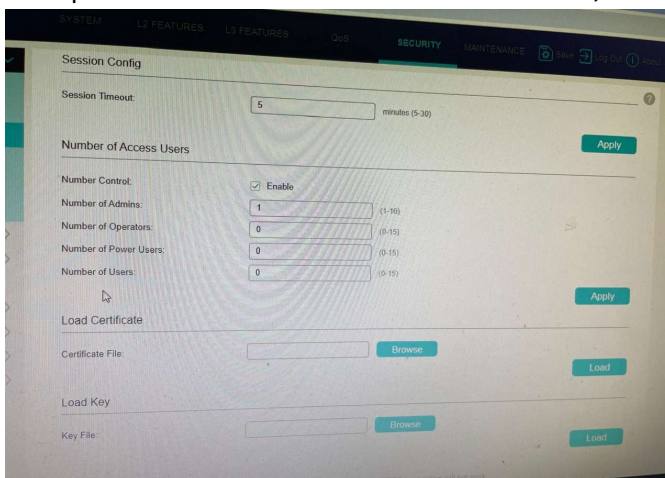 SYSTEM L2 FEATURES L3 FEATURES QoS SECURITY MAINTENANCE Save Log Out About
Session Config
Session Timeout: 5 minutes (5-30)
Apply
Number of Access Users
Number Control: Enable
Number of Admins: 1 (1-16)
Number of Operators: 0 (0-15)
Number of Power Users: 0 (0-15)
Number of Users: 0 (0-15)
Apply
Load Certificate
Certificate File: Browse
Load
Load Key
Key File: Browse
Load